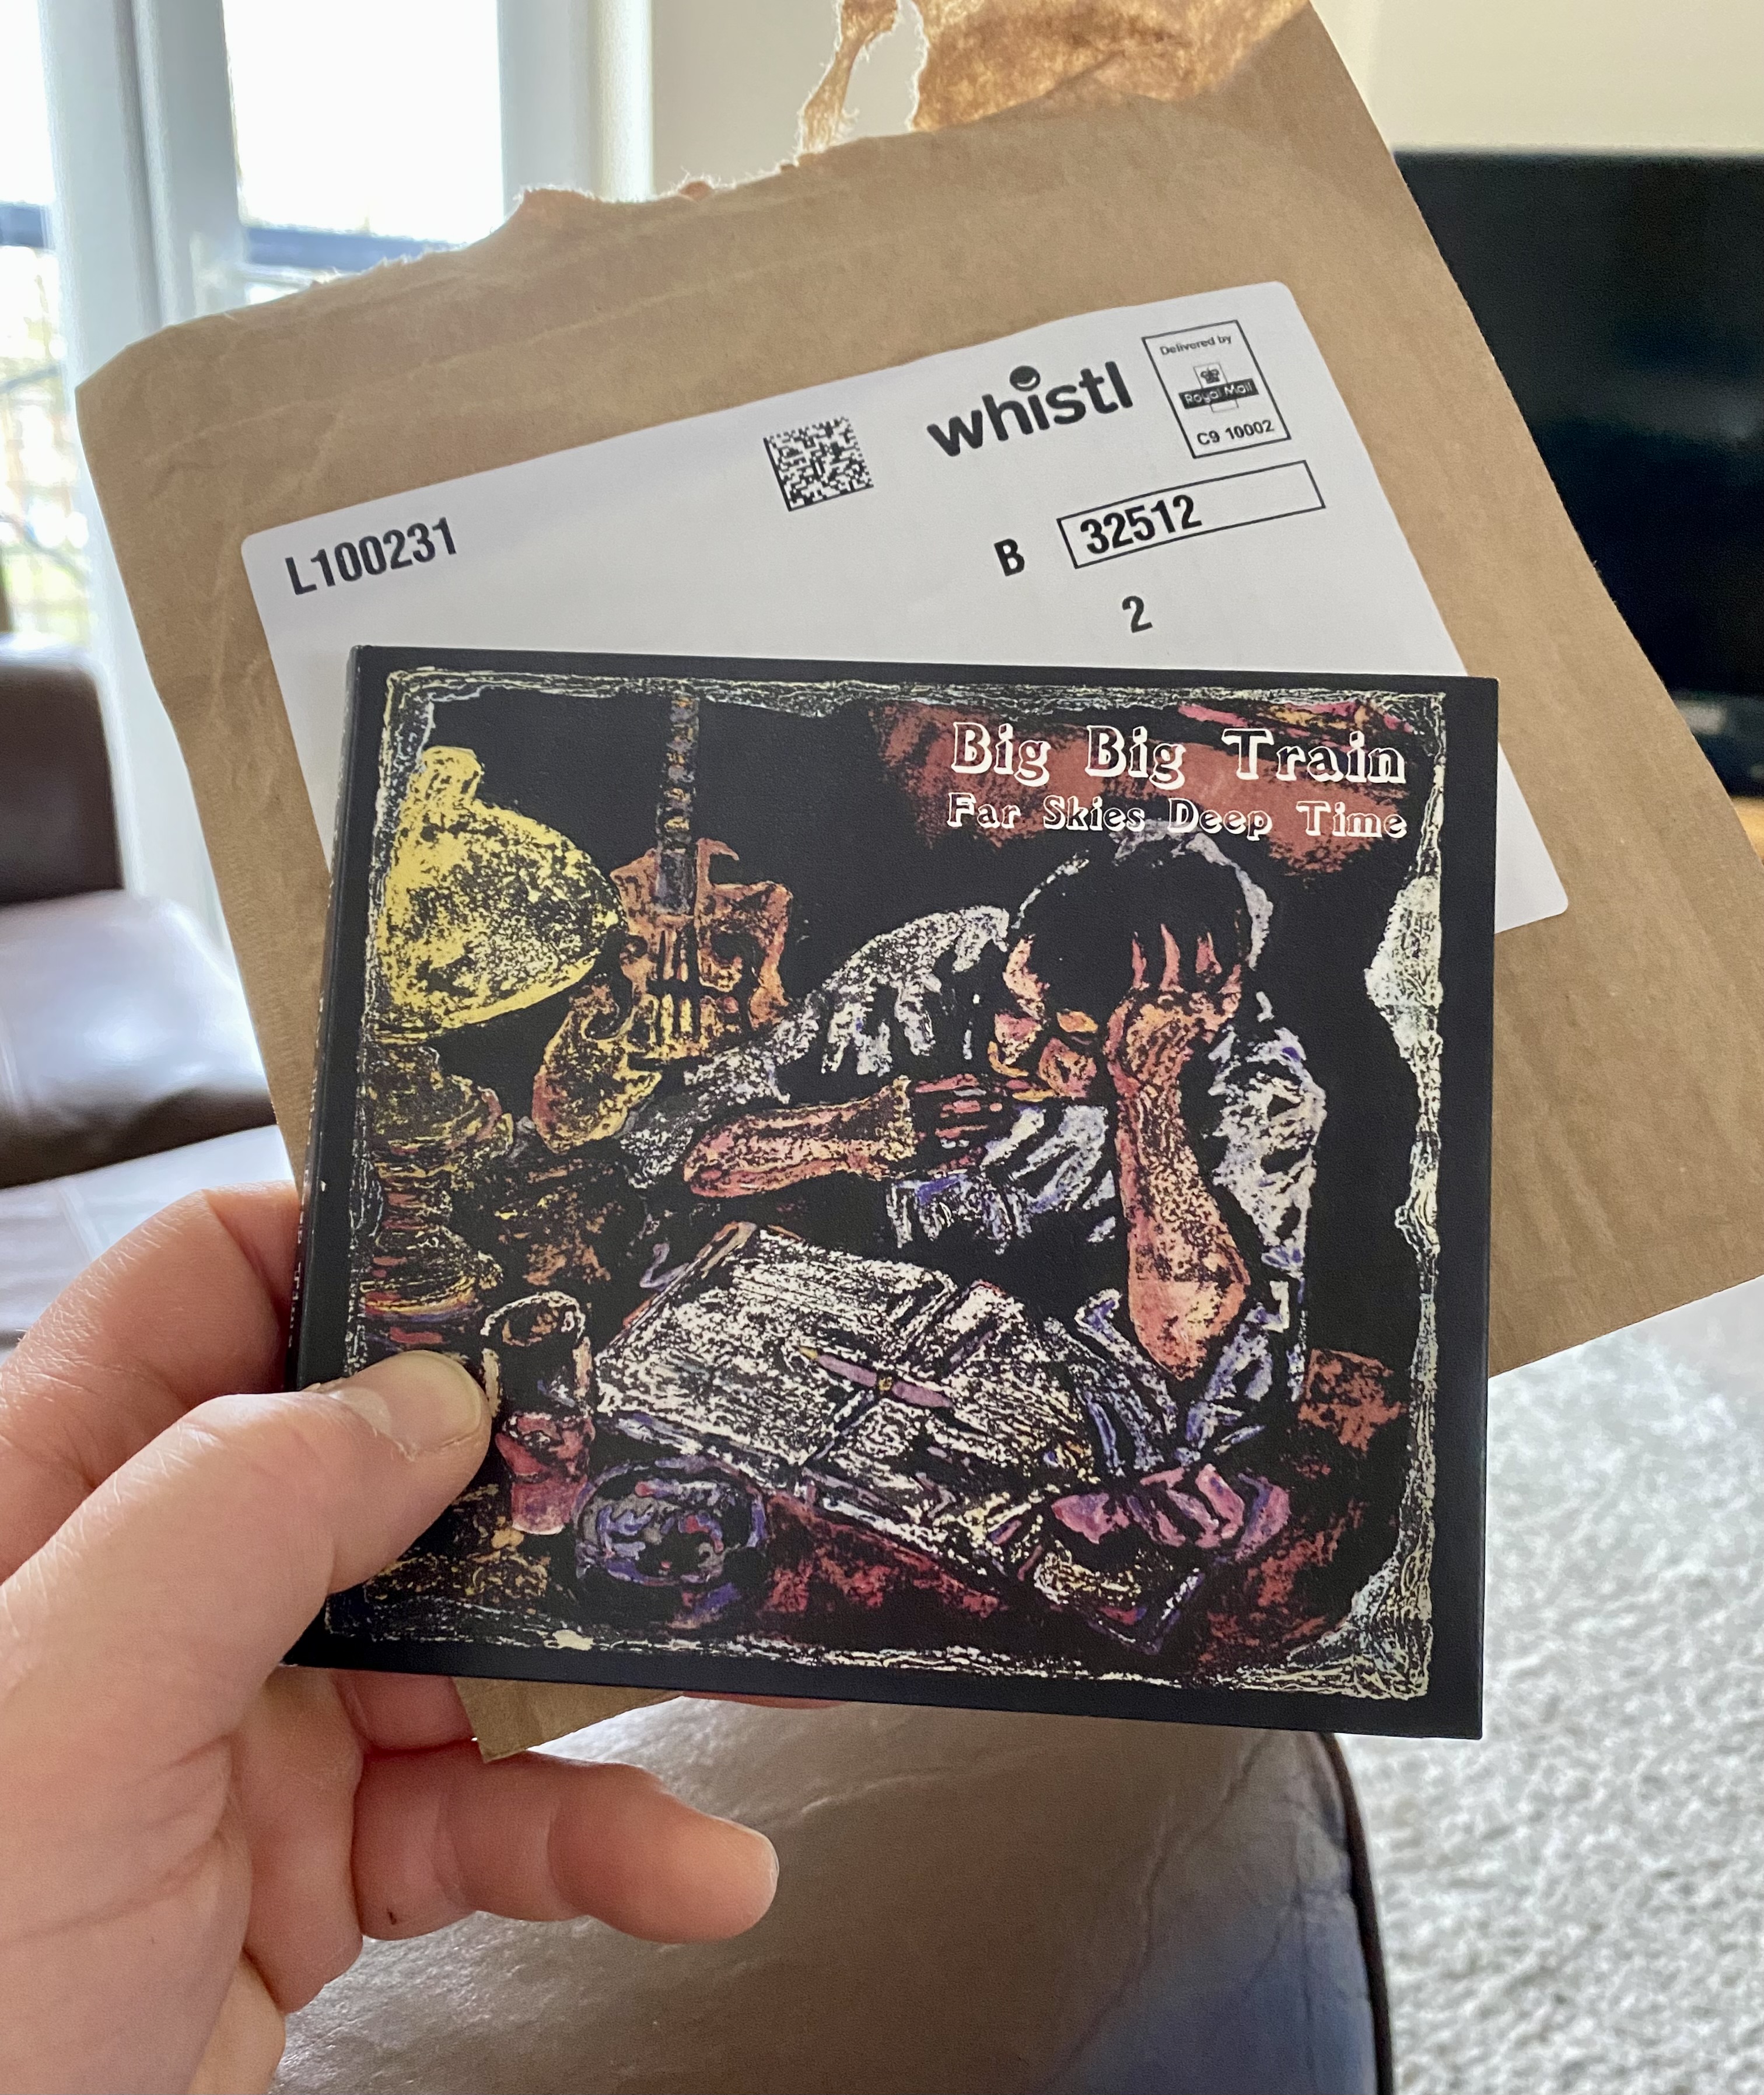 Delivered by
Royal Mail
C9 10002
whistl
L100231
B 32512
2
Big Big Train
Far Skies Deep Time